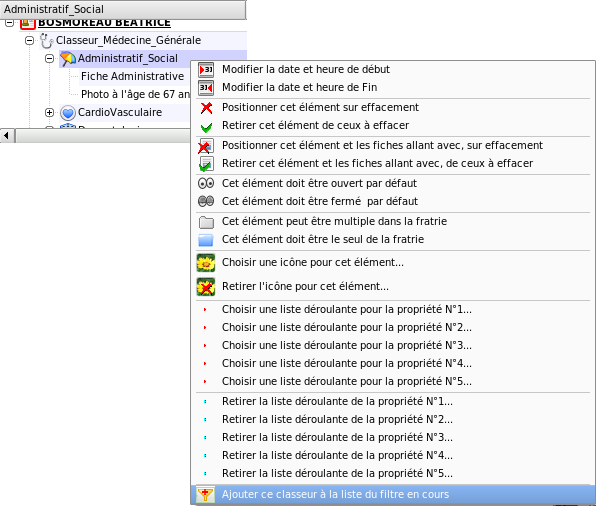 Administratif_Social
BOSMOREAU BEATRICE
Classeur_Médecine_Générale
Administratif_Social
Fiche Administrative
Photo à l'âge de 67 an
CardioVasculaire
Modifier la date et heure de début
Modifier la date et heure de Fin
Positionner cet élément sur effacement
Retirer cet élément de ceux à effacer
Positionner cet élément et les fiches allant avec, sur effacement
Retirer cet élément et les fiches allant avec, de ceux à effacer
Cet élément doit être ouvert par défaut
Cet élément doit être fermé  par défaut
Cet élément peut être multiple dans la fratrie
Cet élément doit être le seul de la fratrie
Choisir une icône pour cet élément...
Retirer l'icône pour cet élément...
Choisir une liste déroulante pour la propriété N°1...
Choisir une liste déroulante pour la propriété N°2...
Choisir une liste déroulante pour la propriété N°3...
Choisir une liste déroulante pour la propriété N°4...
Choisir une liste déroulante pour la propriété N°5...
Retirer la liste déroulante de la propriété N°1...
Retirer la liste déroulante de la propriété N°2...
Retirer la liste déroulante de la propriété N°3...
Retirer la liste déroulante de la propriété N°4...
Retirer la liste déroulante de la propriété N°5...
Ajouter ce classeur à la liste du filtre en cours